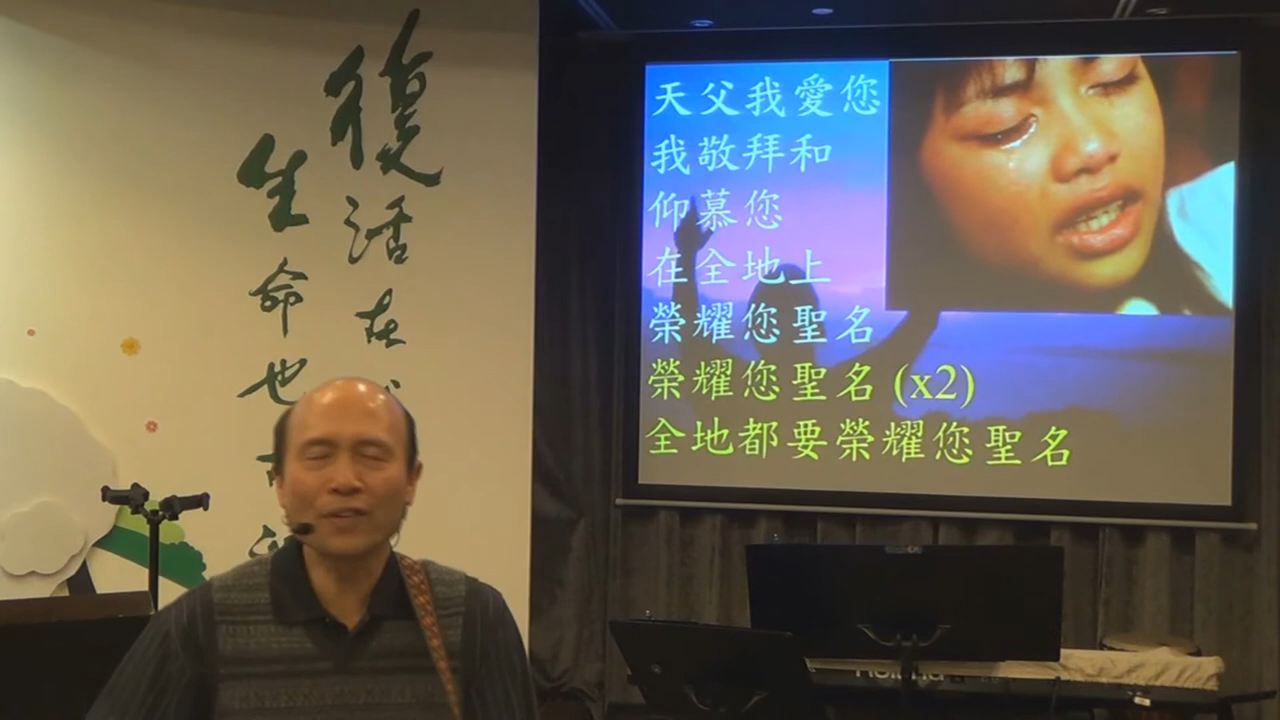 復活在
生命也
天父我愛您
我敬拜和
仰慕您
在全地上
榮耀您聖名
榮耀您聖名 (x2)
全地都要榮耀您聖名
Roland